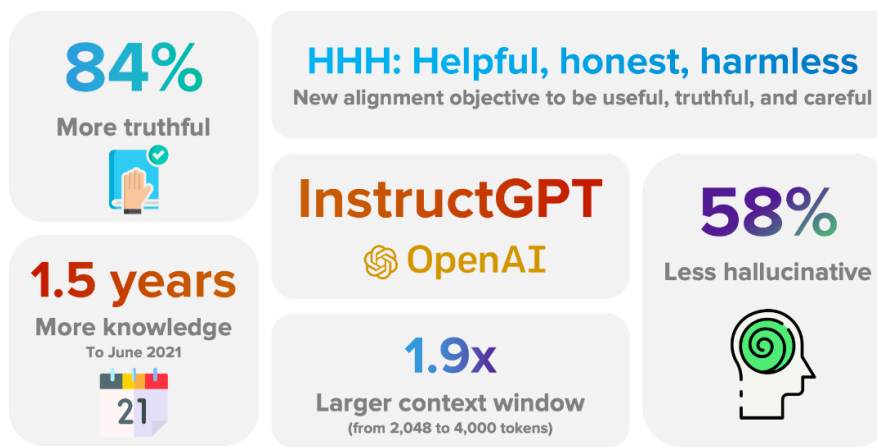 84%
More truthful
HHH: Helpful, honest, harmless
New alignment objective to be useful, truthful, and careful
InstructGPT
OpenAI
58%
Less hallucinative
1.5 years
More knowledge
To June 2021
21
1.9x
Larger context window
(from 2,048 to 4,000 tokens)